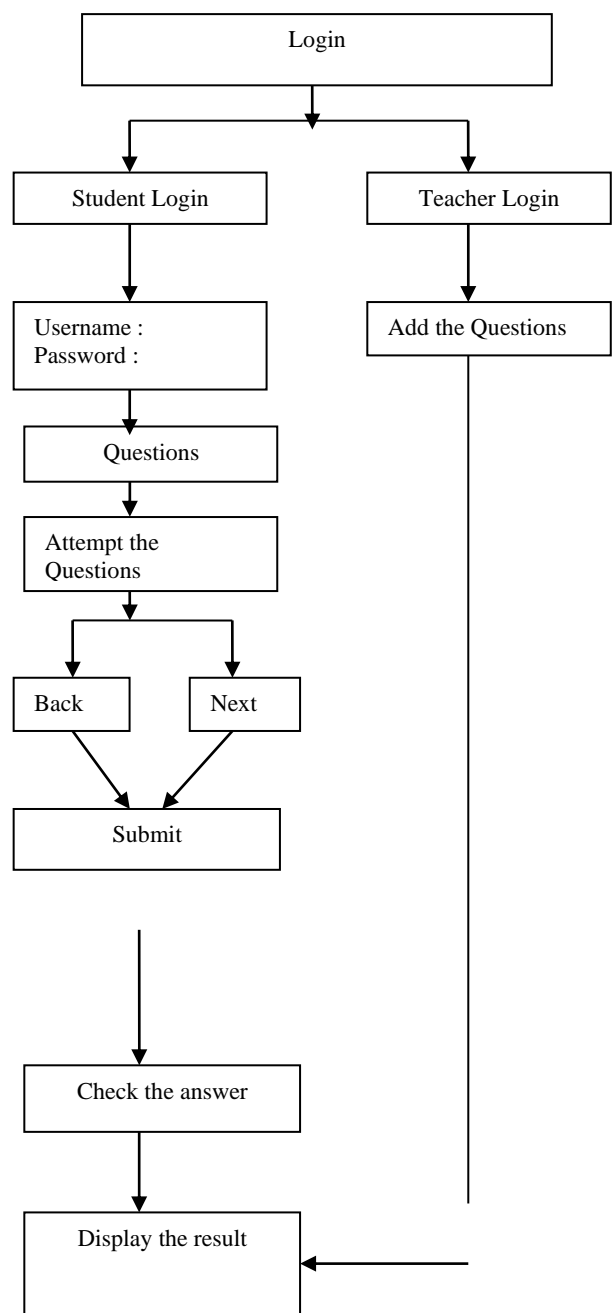 Login
Student Login
Teacher Login
Username :
Password :
Add the Questions
Questions
Attempt the
Questions
Back
Next
Submit
Check the answer
Display the result